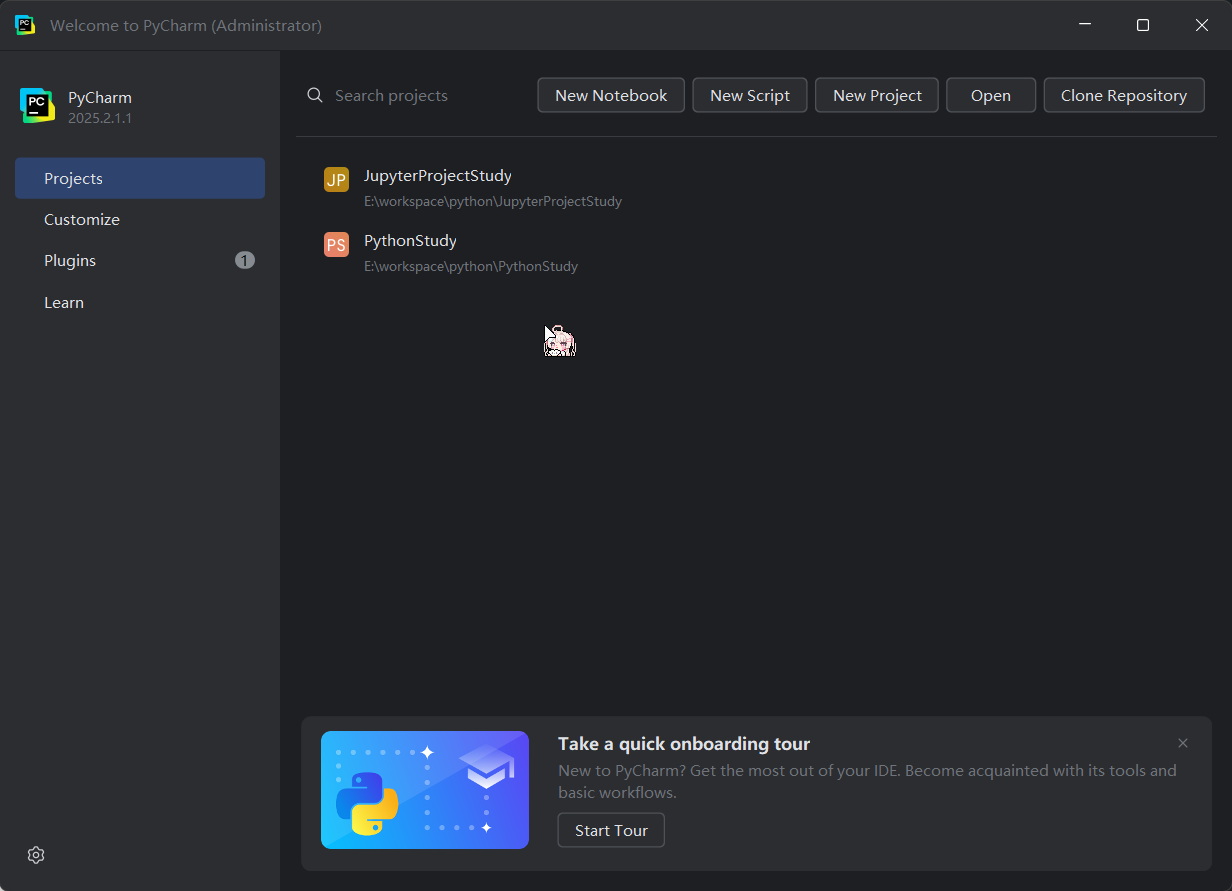 PC
Welcome to PyCharm (Administrator)
PC
PyCharm
2025.2.1.1
Projects
Customize
Plugins
1
Learn
Search projects
New Notebook
New Script
New Project
Open
Clone Repository
JP
JupyterProjectStudy
E:\workspace\python\JupyterProjectStudy
PS
PythonStudy
E:\workspace\python\PythonStudy
Take a quick onboarding tour
New to PyCharm? Get the most out of your IDE. Become acquainted with its tools and
basic workflows.
Start Tour